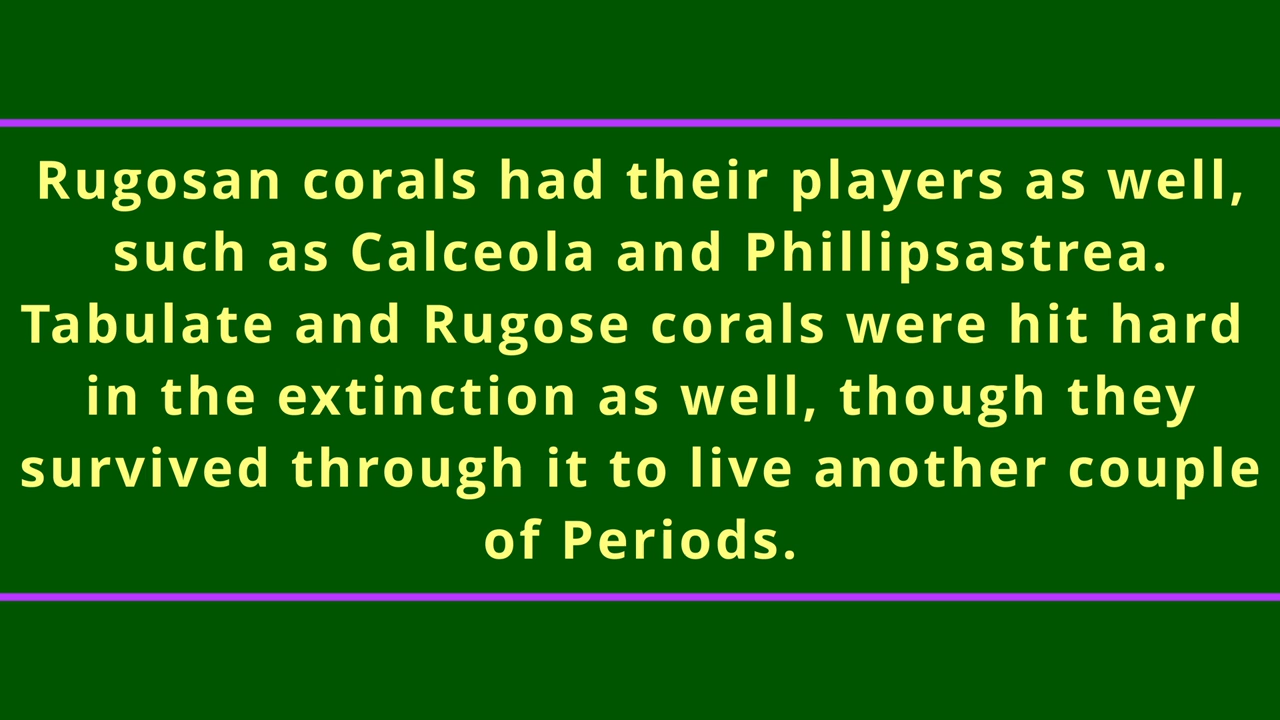 Rugosan corals had their players as well,
such as Calceola and Phillipsastrea.
Tabulate and Rugose corals were hit hard
in the extinction as well, though they
survived through it to live another couple
of Periods.